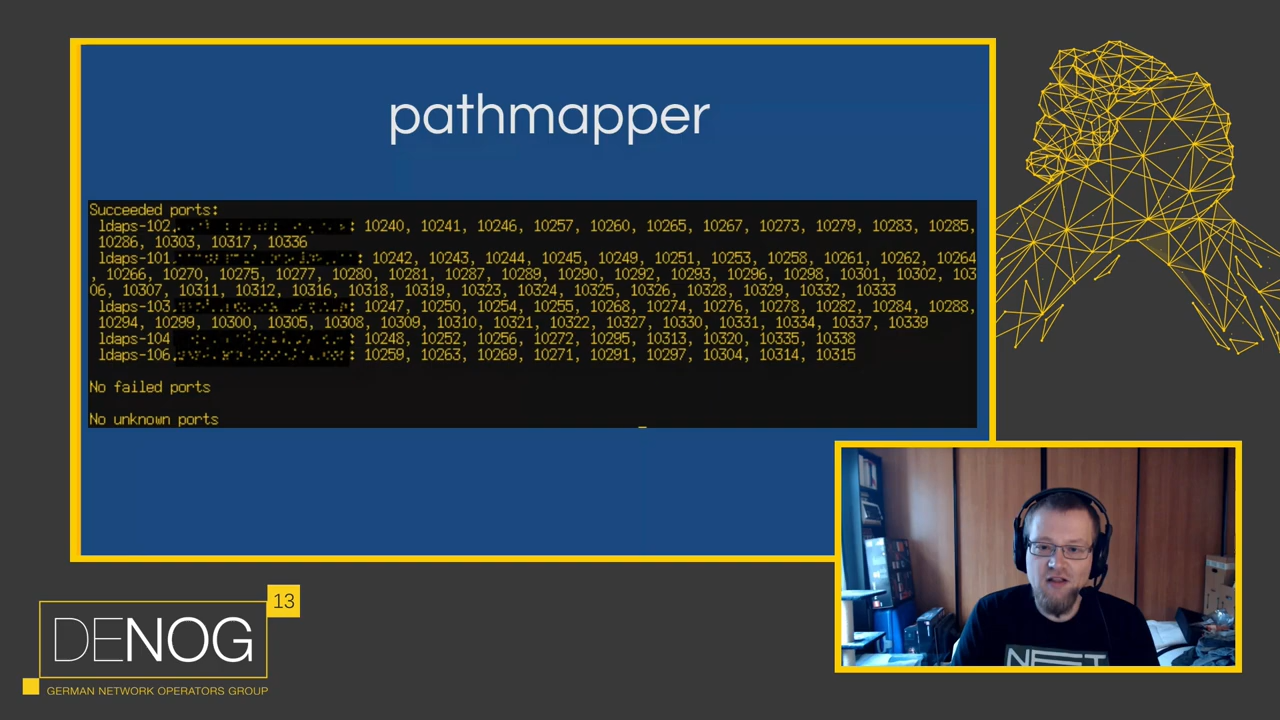 pathmapper
Succeeded ports:
ldaps-102. : 10240, 10241, 10246, 10257, 10260, 10265, 10267, 10273, 10279, 10283, 10285,
10286, 10303, 10317, 10336
ldaps-101. : 10242, 10243, 10244, 10245, 10249, 10251, 10253, 10258, 10261, 10262, 10264
, 10266, 10270, 10275, 10277, 10280, 10281, 10287, 10289, 10290, 10292, 10293, 10296, 10298, 10301, 10302, 103
06, 10307, 10311, 10312, 10316, 10318, 10319, 10323, 10324, 10325, 10326, 10328, 10329, 10332, 10333
ldaps-103. : 10247, 10250, 10254, 10255, 10268, 10274, 10276, 10278, 10282, 10284, 10288,
10294, 10299, 10300, 10305, 10308, 10309, 10310, 10321, 10322, 10327, 10330, 10331, 10334, 10337, 10339
ldaps-104 : 10248, 10252, 10256, 10272, 10295, 10313, 10320, 10335, 10338
ldaps-106. : 10259, 10263, 10269, 10271, 10291, 10297, 10304, 10314, 10315
No failed ports
No unknown ports
13
DENOG
GERMAN NETWORK OPERATORS GROUP